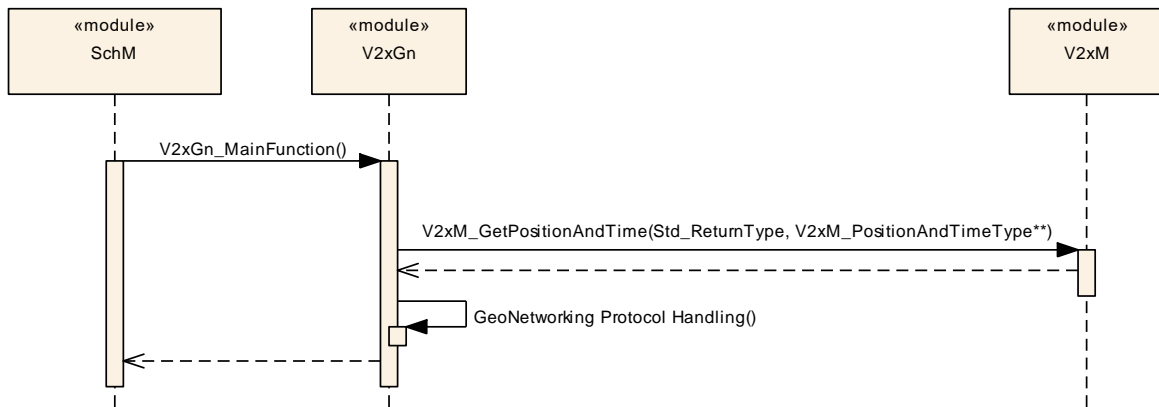 «module»
SchM
«module»
V2xGn
«module»
V2xM
V2xGn_MainFunction()
V2xM_GetPositionAndTime(Std_ReturnType, V2xM_PositionAndTimeType**)
GeoNetworking Protocol Handling()